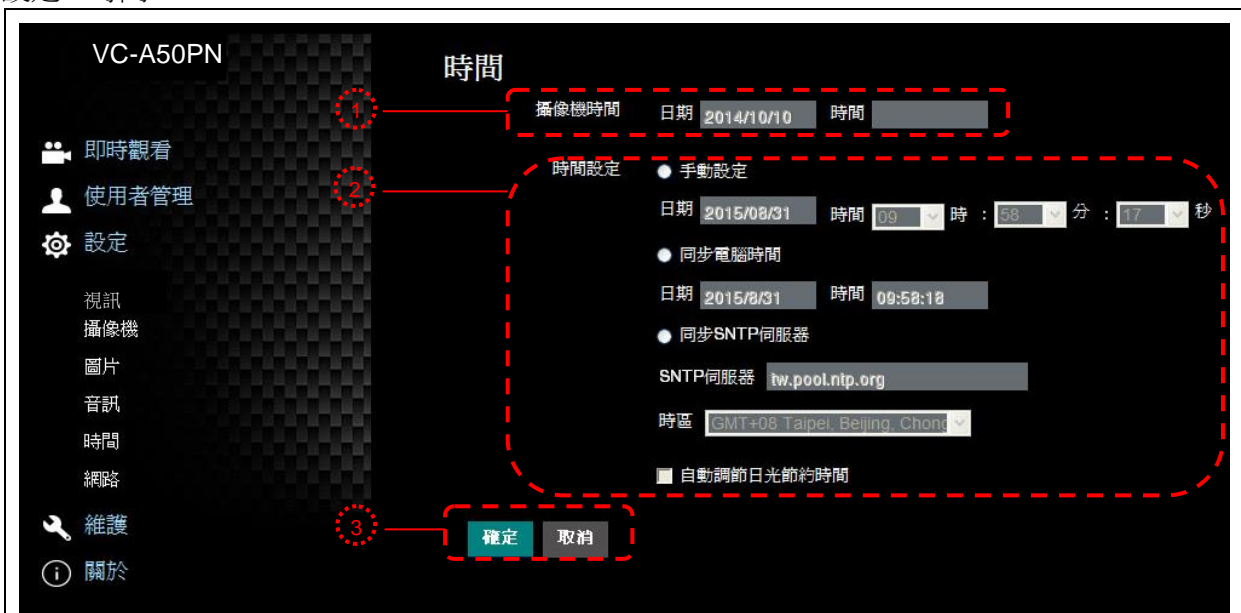 VC-A50PN
即時觀看
使用者管理
設定
視訊
攝像機
圖片
音訊
時間
網路
維護
關於
時間
1
攝像機時間 日期 2014/10/10 時間
2
時間設定 手動設定
日期 2015/08/31 時間 09 時 : 58 分 : 17 秒
同步電腦時間
日期 2015/8/31 時間 09:58:18
同步SNTP伺服器
SNTP伺服器 tw.pool.ntp.org
時區 GMT+08 Taipei, Beijing, Chong
自動調節日光節約時間
3
確定 取消